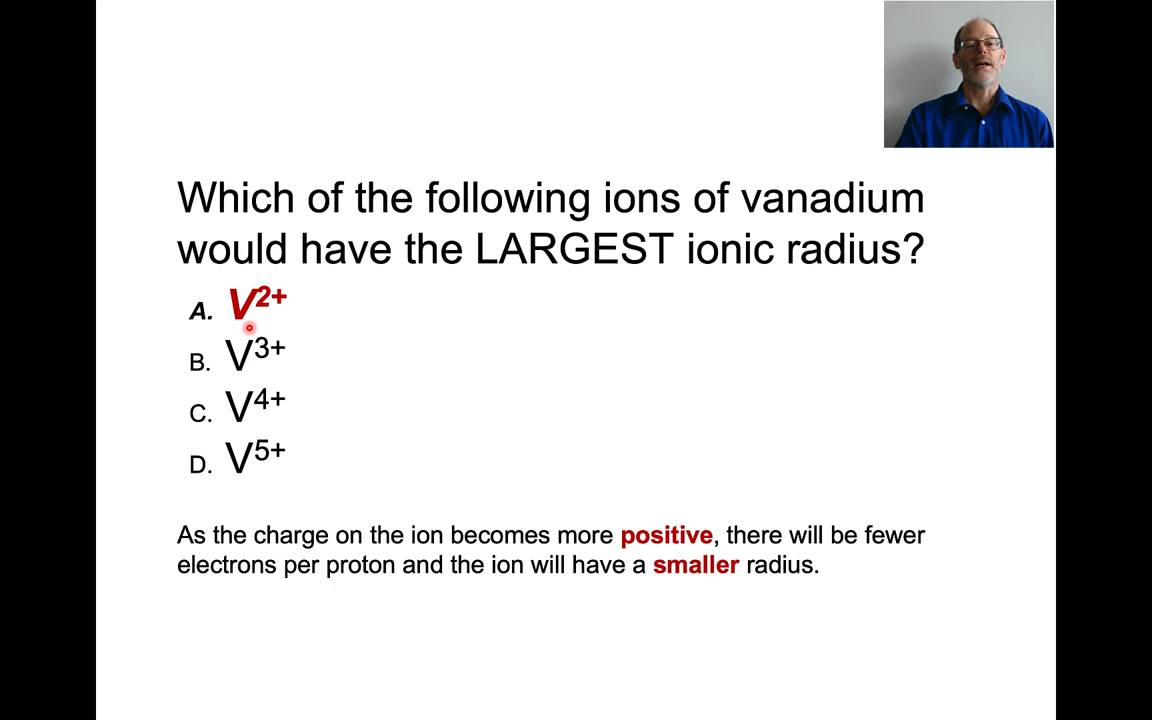 Which of the following ions of vanadium
would have the LARGEST ionic radius?
A. V²⁺
B. V³⁺
C. V⁴⁺
D. V⁵⁺
As the charge on the ion becomes more positive, there will be fewer
electrons per proton and the ion will have a smaller radius.